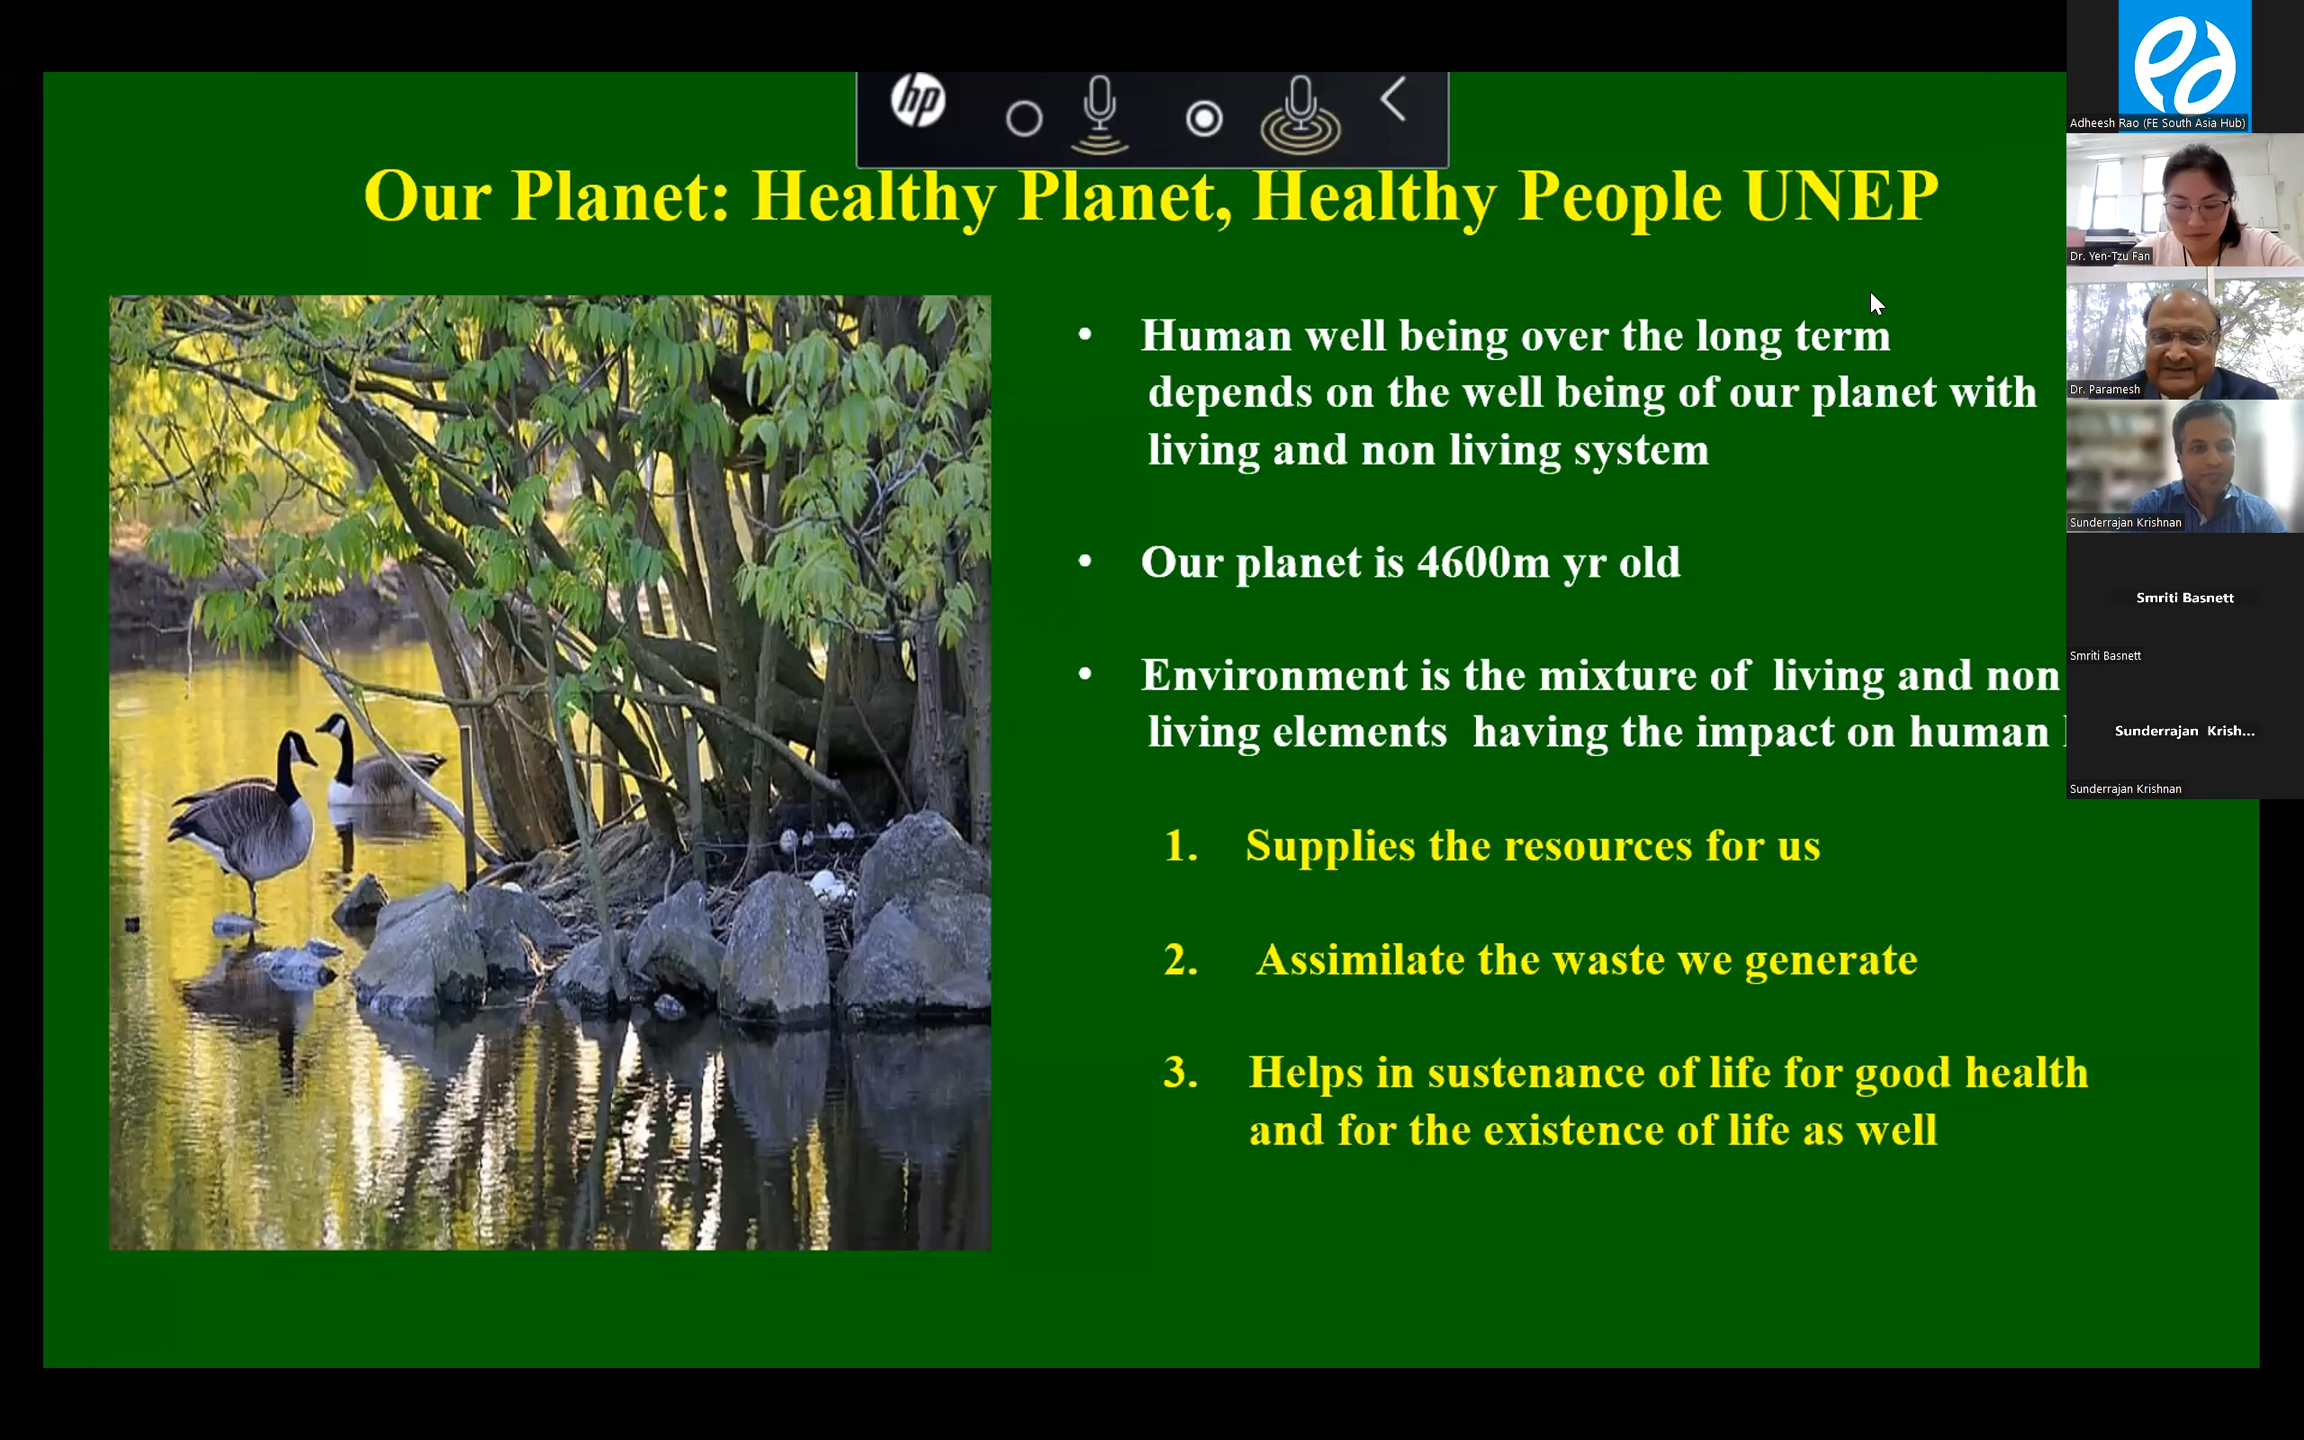 hp
Our Planet: Healthy Planet, Healthy People UNEP
• Human well being over the long term
depends on the well being of our planet with
living and non living system
• Our planet is 4600m yr old
• Environment is the mixture of living and non
living elements having the impact on human
1. Supplies the resources for us
2. Assimilate the waste we generate
3. Helps in sustenance of life for good health
and for the existence of life as well
Adheesh Rao (FE South Asia Hub)
Dr. Yen-Tzu Fan
Dr. Paramesh
Sunderrajan Krishnan
Smriti Basnett
Smriti Basnett
Sunderrajan Krish...
Sunderrajan Krishnan